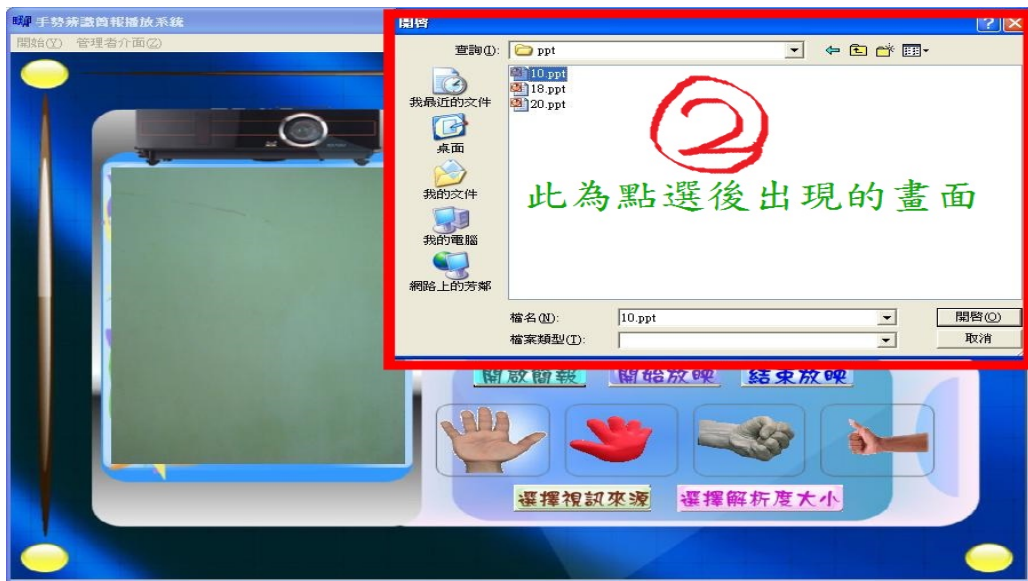 手勢辨識簡報播放系統
開始(Y) 管理者介面(Z)
開啓
查詢(I): ppt
10.ppt
18.ppt
20.ppt
我最近的文件
桌面
我的文件
我的電腦
網路上的芳鄰
②
此為點選後出現的畫面
檔名(N): 10.ppt 開啓(O)
檔案類型(T): 取消
開啟簡報 開始放映 結束放映
選擇視訊來源 選擇解析度大小